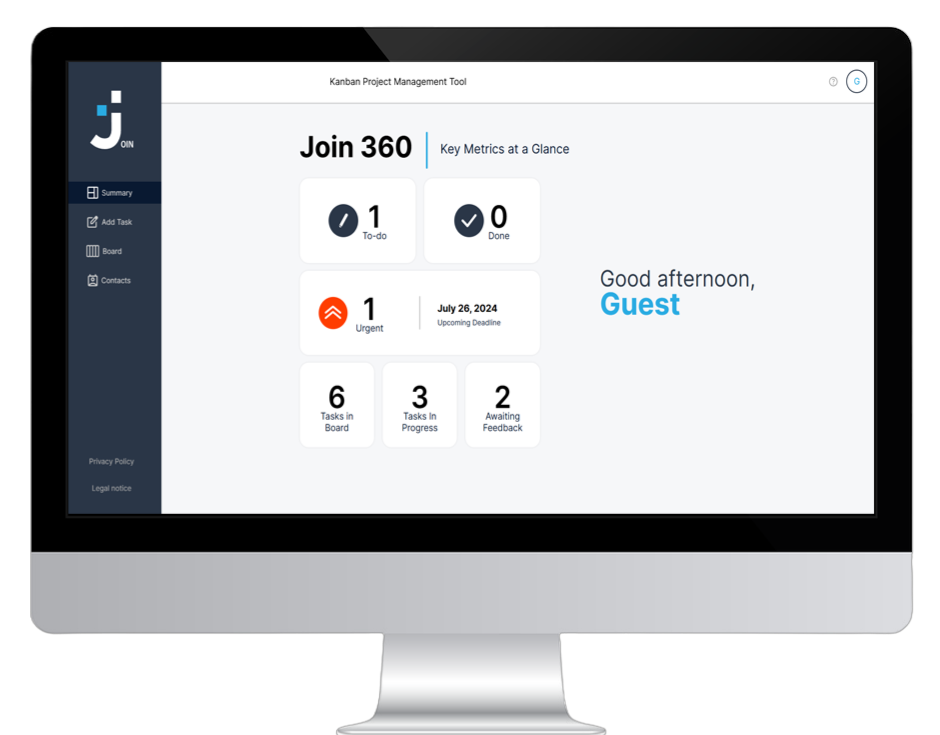 Kanban Project Management Tool
G
OIN
Summary
Add Task
Board
Contacts
Privacy Policy
Legal notice
Join 360
Key Metrics at a Glance
1
To-do
0
Done
1
Urgent
July 26, 2024
Upcoming Deadline
6
Tasks in
Board
3
Tasks In
Progress
2
Awaiting
Feedback
Good afternoon,
Guest